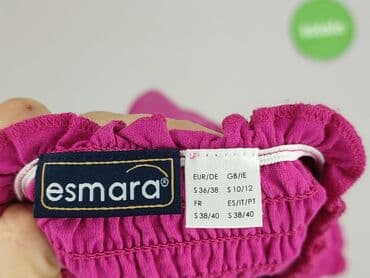 esmara®
EUR/DE GB/IE
S 36/38 S 10/12
FR ES/IT/PT
S 38/40 S 38/40